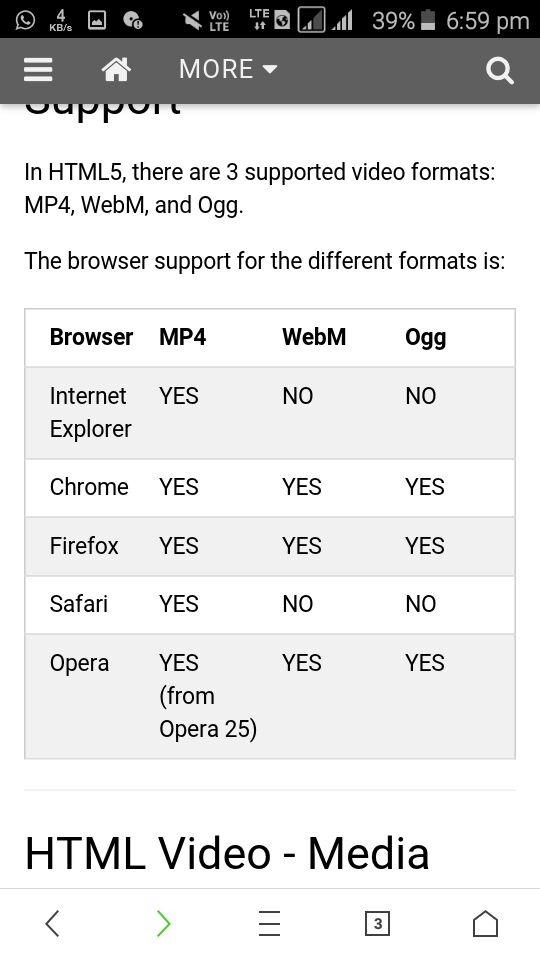 4 KB/s Vo) LTE LTE 39% 6:59 pm
MORE
Support
In HTML5, there are 3 supported video formats:
MP4, WebM, and Ogg.
The browser support for the different formats is:
Browser MP4 WebM Ogg
Internet YES NO NO
Explorer
Chrome YES YES YES
Firefox YES YES YES
Safari YES NO NO
Opera YES YES YES
(from
Opera 25)
HTML Video - Media
3